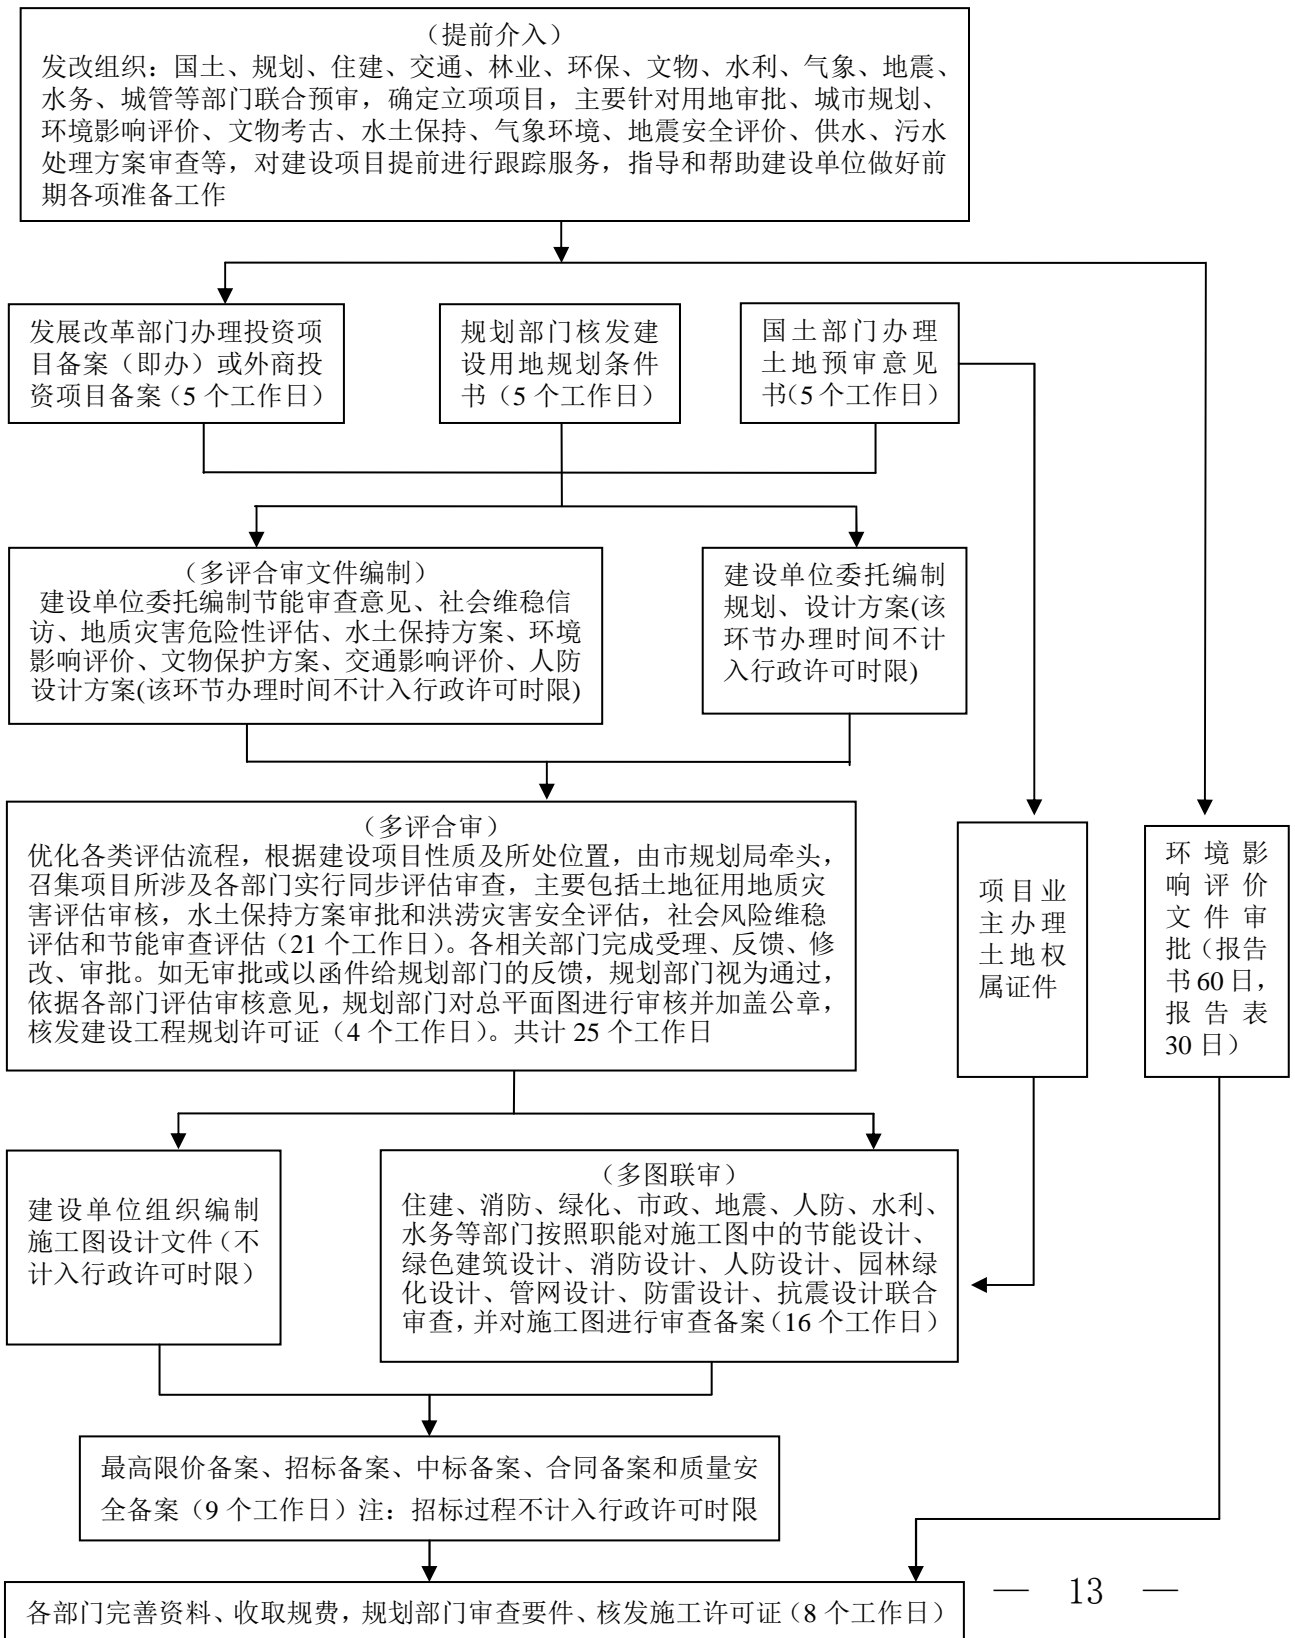 （提前介入）
发改组织：国土、规划、住建、交通、林业、环保、文物、水利、气象、地震、
水务、城管等部门联合预审，确定立项项目，主要针对用地审批、城市规划、
环境影响评价、文物考古、水土保持、气象环境、地震安全评价、供水、污水
处理方案审查等，对建设项目提前进行跟踪服务，指导和帮助建设单位做好前
期各项准备工作
发展改革部门办理投资项
目备案（即办）或外商投
资项目备案（5 个工作日）
规划部门核发建
设用地规划条件
书（5 个工作日）
国土部门办理
土地预审意见
书(5 个工作日)
（多评合审文件编制）
建设单位委托编制节能审查意见、社会维稳信
访、地质灾害危险性评估、水土保持方案、环境
影响评价、文物保护方案、交通影响评价、人防
设计方案(该环节办理时间不计入行政许可时限)
建设单位委托编制
规划、设计方案(该
环节办理时间不计
入行政许可时限)
（多评合审）
优化各类评估流程，根据建设项目性质及所处位置，由市规划局牵头，
召集项目所涉及各部门实行同步评估审查，主要包括土地征用地质灾
害评估审核，水土保持方案审批和洪涝灾害安全评估，社会风险维稳
评估和节能审查评估（21 个工作日）。各相关部门完成受理、反馈、修
改、审批。如无审批或以函件给规划部门的反馈，规划部门视为通过，
依据各部门评估审核意见，规划部门对总平面图进行审核并加盖公章，
核发建设工程规划许可证（4 个工作日）。共计 25 个工作日
项目业
主办理
土地权
属证件
环境影
响评价
文件审
批（报告
书 60 日，
报告表
30 日）
建设单位组织编制
施工图设计文件（不
计入行政许可时限）
（多图联审）
住建、消防、绿化、市政、地震、人防、水利、
水务等部门按照职能对施工图中的节能设计、
绿色建筑设计、消防设计、人防设计、园林绿
化设计、管网设计、防雷设计、抗震设计联合
审查，并对施工图进行审查备案（16 个工作日）
最高限价备案、招标备案、中标备案、合同备案和质量安
全备案（9 个工作日）注：招标过程不计入行政许可时限
各部门完善资料、收取规费，规划部门审查要件、核发施工许可证（8 个工作日）
— 13 —